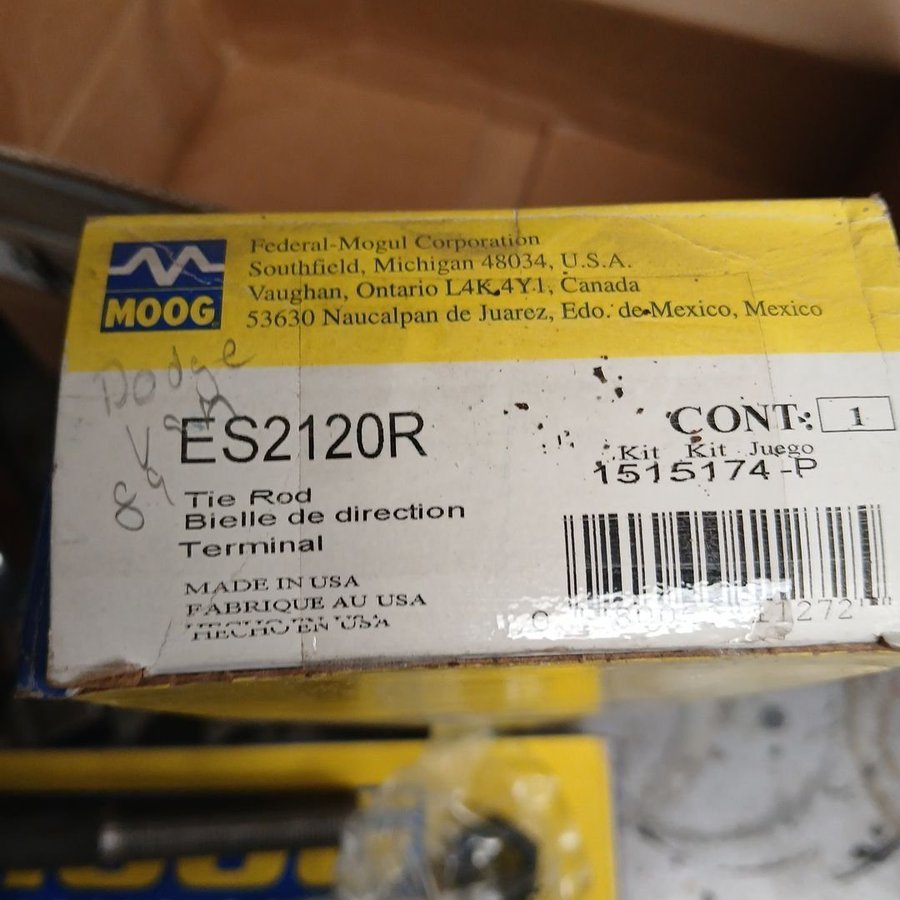 MOOG
Federal-Mogul Corporation
Southfield, Michigan 48034, U.S.A.
Vaughan, Ontario L4K 4Y1, Canada
53630 Naucalpan de Juarez, Edo. de Mexico, Mexico
Dodge
Van
89
ES2120R
CONT: 1
Kit Kit Juego
1515174-P
Tie Rod
Bielle de direction
Terminal
MADE IN USA
FABRIQUE AU USA
HECHO EN USA